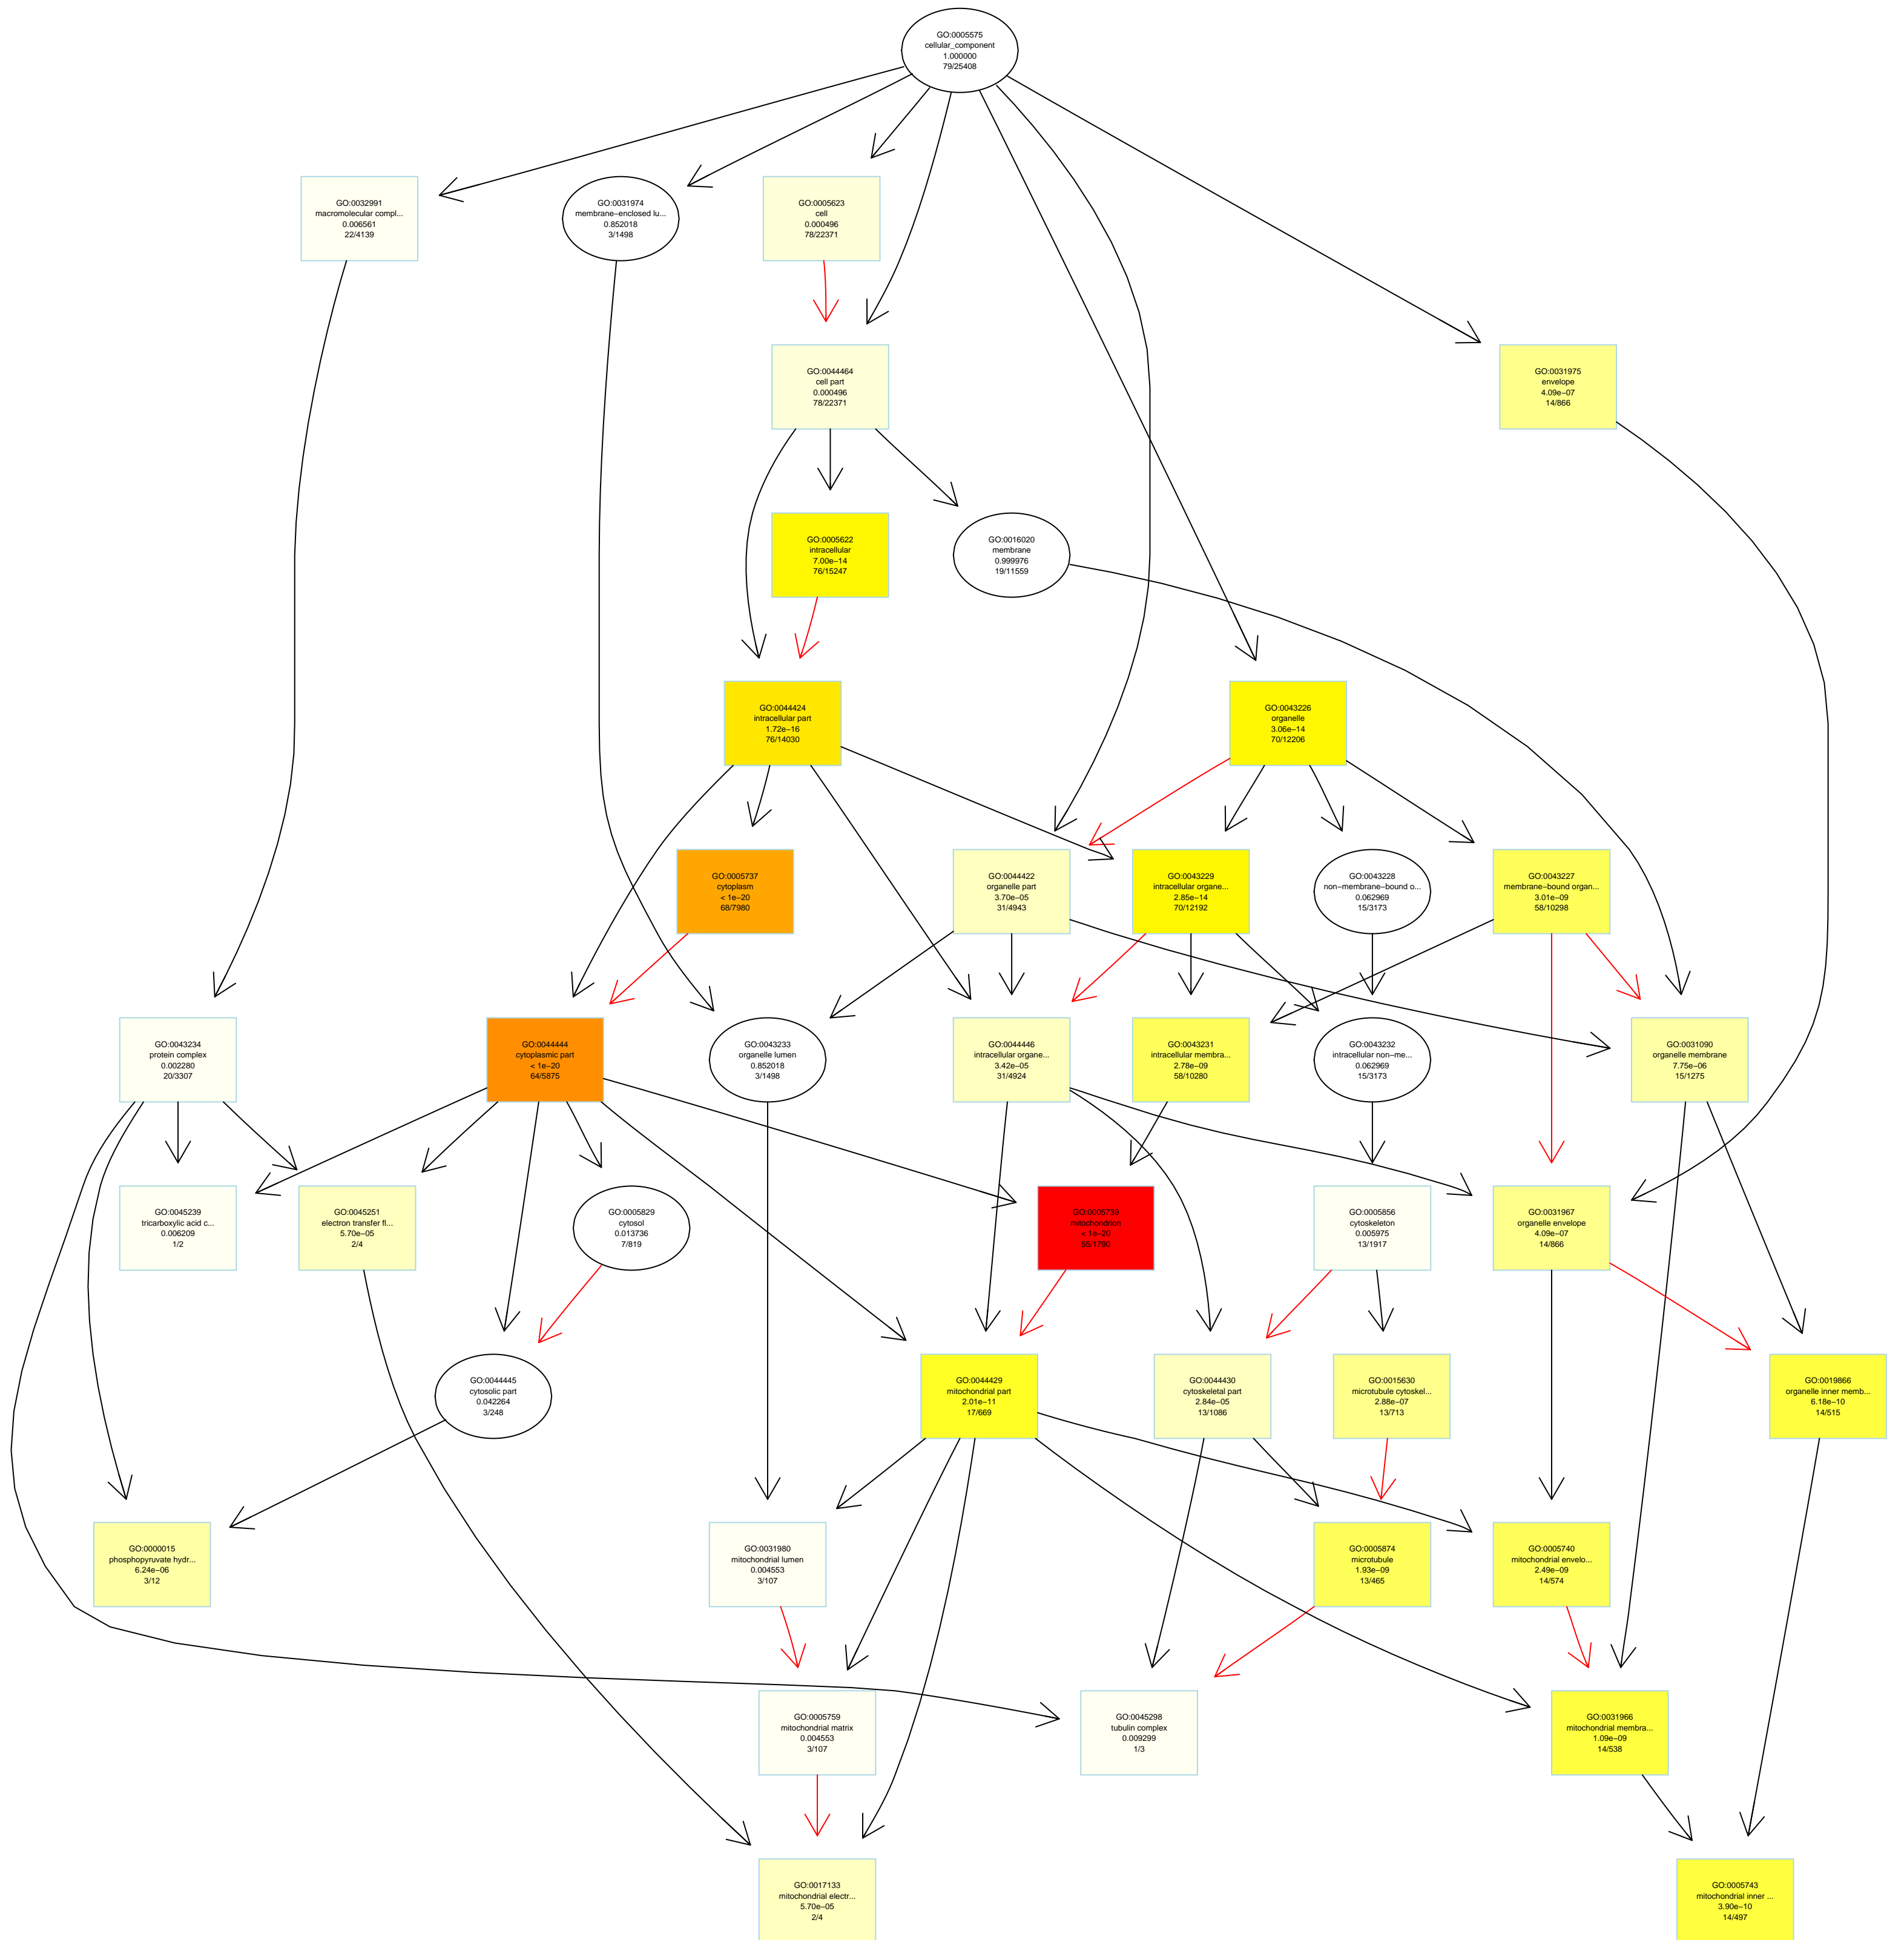 GO:0005575
cellular_component
1.000000
79/25408
GO:0032991
macromolecular compl...
0.006561
22/4139
GO:0031974
membrane−enclosed lu...
0.852018
3/1498
GO:0005623
cell
0.000496
78/22371
GO:0044464
cell part
0.000496
78/22371
GO:0031975
envelope
4.09e−07
14/866
GO:0005622
intracellular
7.00e−14
76/15247
GO:0016020
membrane
0.999976
19/11559
GO:0044424
intracellular part
1.72e−16
76/14030
GO:0043226
organelle
3.06e−14
70/12206
GO:0005737
cytoplasm
< 1e−20
68/7980
GO:0044422
organelle part
3.70e−05
31/4943
GO:0043229
intracellular organe...
2.85e−14
70/12192
GO:0043228
non−membrane−bound o...
0.062969
15/3173
GO:0043227
membrane−bound organ...
3.01e−09
58/10298
GO:0043234
protein complex
0.002280
20/3307
GO:0044444
cytoplasmic part
< 1e−20
64/5875
GO:0043233
organelle lumen
0.852018
3/1498
GO:0044446
intracellular organe...
3.42e−05
31/4924
GO:0043231
intracellular membra...
2.78e−09
58/10280
GO:0043232
intracellular non−me...
0.062969
15/3173
GO:0031090
organelle membrane
7.75e−06
15/1275
GO:0045239
tricarboxylic acid c...
0.006209
1/2
GO:0045251
electron transfer fl...
5.70e−05
2/4
GO:0005829
cytosol
0.013736
7/819
GO:0005739
mitochondrion
< 1e−20
55/1790
GO:0005856
cytoskeleton
0.005975
13/1917
GO:0031967
organelle envelope
4.09e−07
14/866
GO:0044445
cytosolic part
0.042264
3/248
GO:0044429
mitochondrial part
2.01e−11
17/669
GO:0044430
cytoskeletal part
2.84e−05
13/1086
GO:0015630
microtubule cytoskel...
2.88e−07
13/713
GO:0019866
organelle inner memb...
6.18e−10
14/515
GO:0000015
phosphopyruvate hydr...
6.24e−06
3/12
GO:0031980
mitochondrial lumen
0.004553
3/107
GO:0005874
microtubule
1.93e−09
13/465
GO:0005740
mitochondrial envelo...
2.49e−09
14/574
GO:0005759
mitochondrial matrix
0.004553
3/107
GO:0045298
tubulin complex
0.009299
1/3
GO:0031966
mitochondrial membra...
1.09e−09
14/538
GO:0017133
mitochondrial electr...
5.70e−05
2/4
GO:0005743
mitochondrial inner ...
3.90e−10
14/497